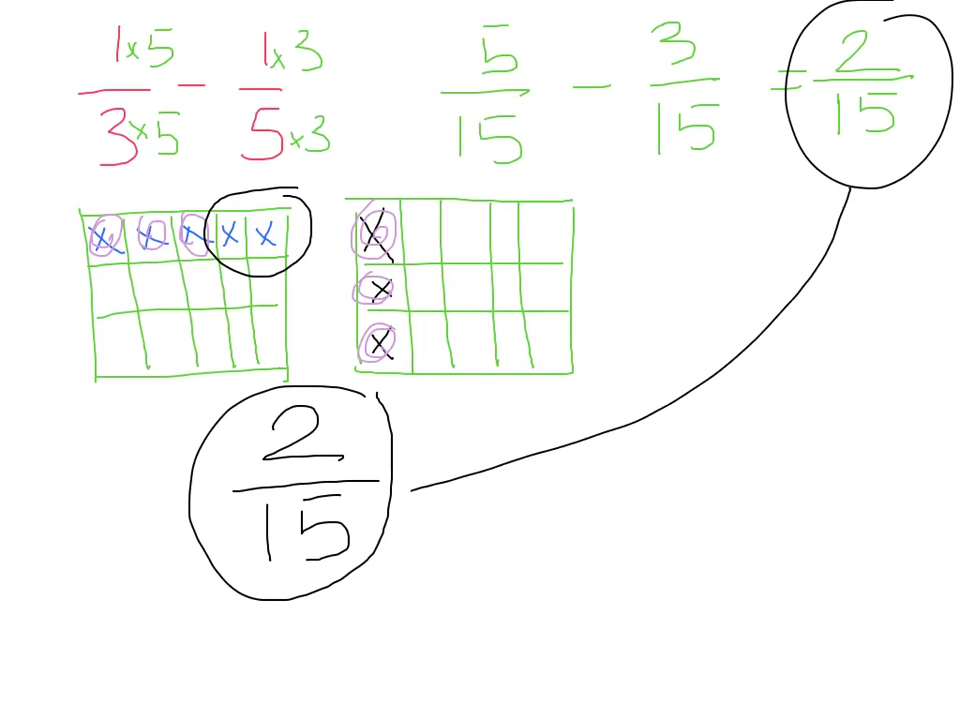 1x5/3x5 − 1x3/5x3
5/15 − 3/15 = 2/15
X X X X X
X
X
X
2/15